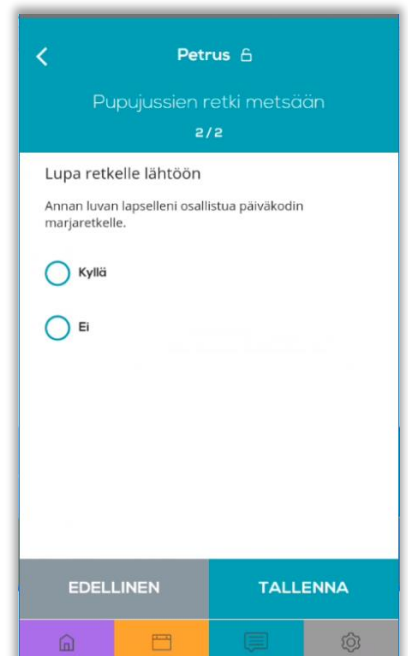 Petrus
Pupujussien retki metsään
2/2
Lupa retkelle lähtöön
Annan luvan lapselleni osallistua päiväkodin
marjaretkelle.
Kyllä
Ei
EDELLINEN
TALLENNA